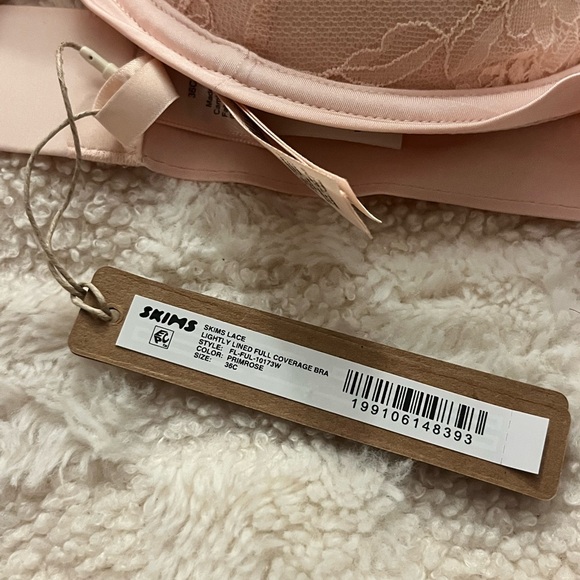 SKIMS
SKIMS LACE
LIGHTLY LINED FULL COVERAGE BRA
STYLE: FL-FUL-10173W
COLOR: PRIMROSE
SIZE: 36C
199106148393